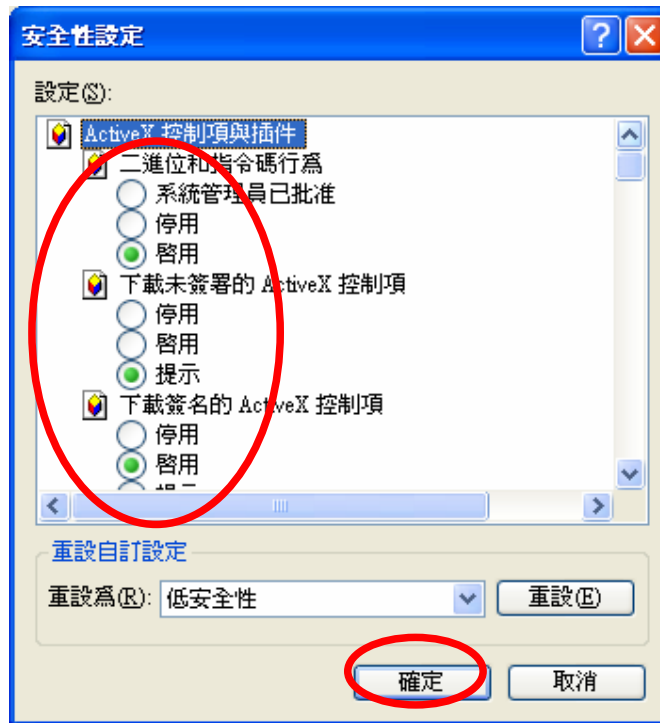 安全性設定
設定(S):
ActiveX 控制項與插件
二進位和指令碼行為
系統管理員已批准
停用
啓用
下載未簽署的 ActiveX 控制項
停用
啓用
提示
下載簽名的 ActiveX 控制項
停用
啓用
重設自訂設定
重設為(R): 低安全性 重設(E)
確定 取消